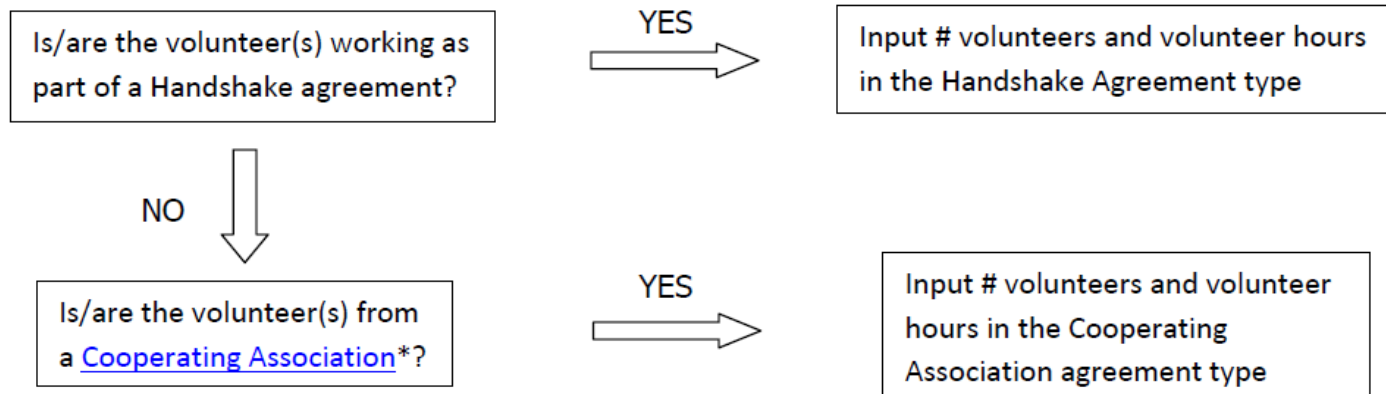 Is/are the volunteer(s) working as
part of a Handshake agreement?
YES
Input # volunteers and volunteer hours
in the Handshake Agreement type
NO
Is/are the volunteer(s) from
a Cooperating Association*?
YES
Input # volunteers and volunteer
hours in the Cooperating
Association agreement type